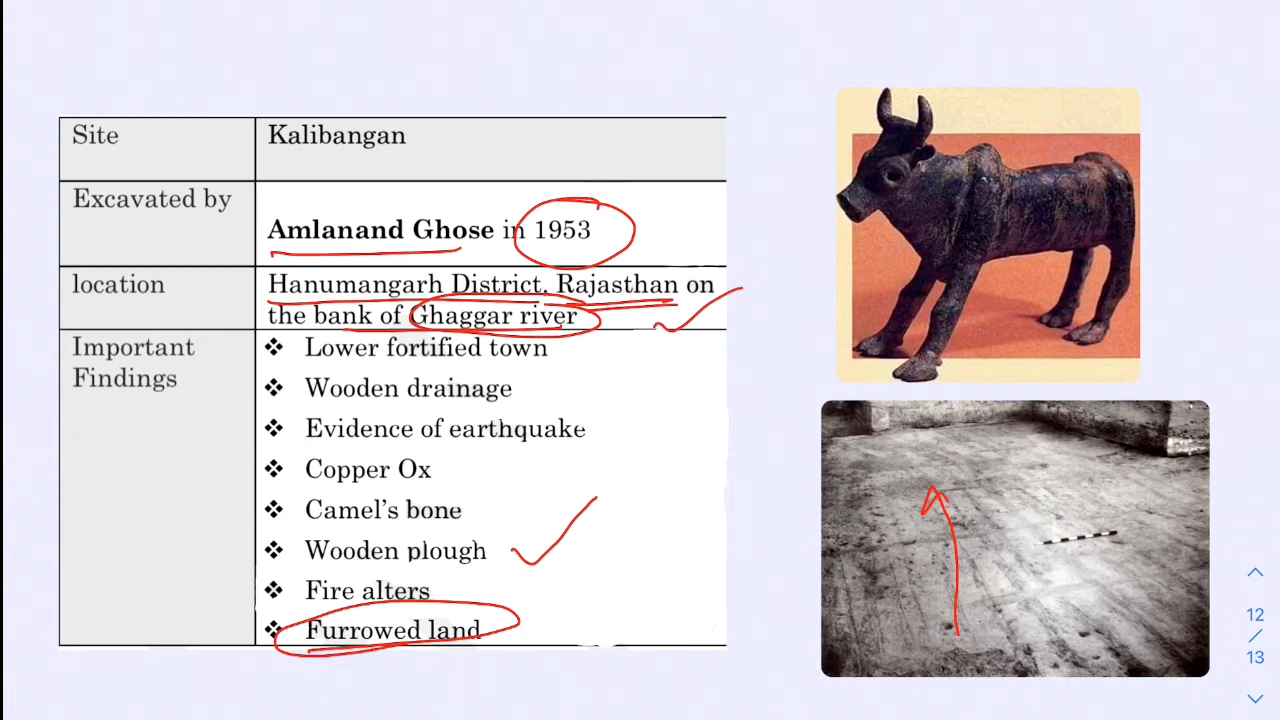 Site
Kalibangan
Excavated by
Amlanand Ghose in 1953
location
Hanumangarh District, Rajasthan on
the bank of Ghaggar river
Important
Findings
❖ Lower fortified town
❖ Wooden drainage
❖ Evidence of earthquake
❖ Copper Ox
❖ Camel's bone
❖ Wooden plough
❖ Fire alters
❖ Furrowed land
12
/
13